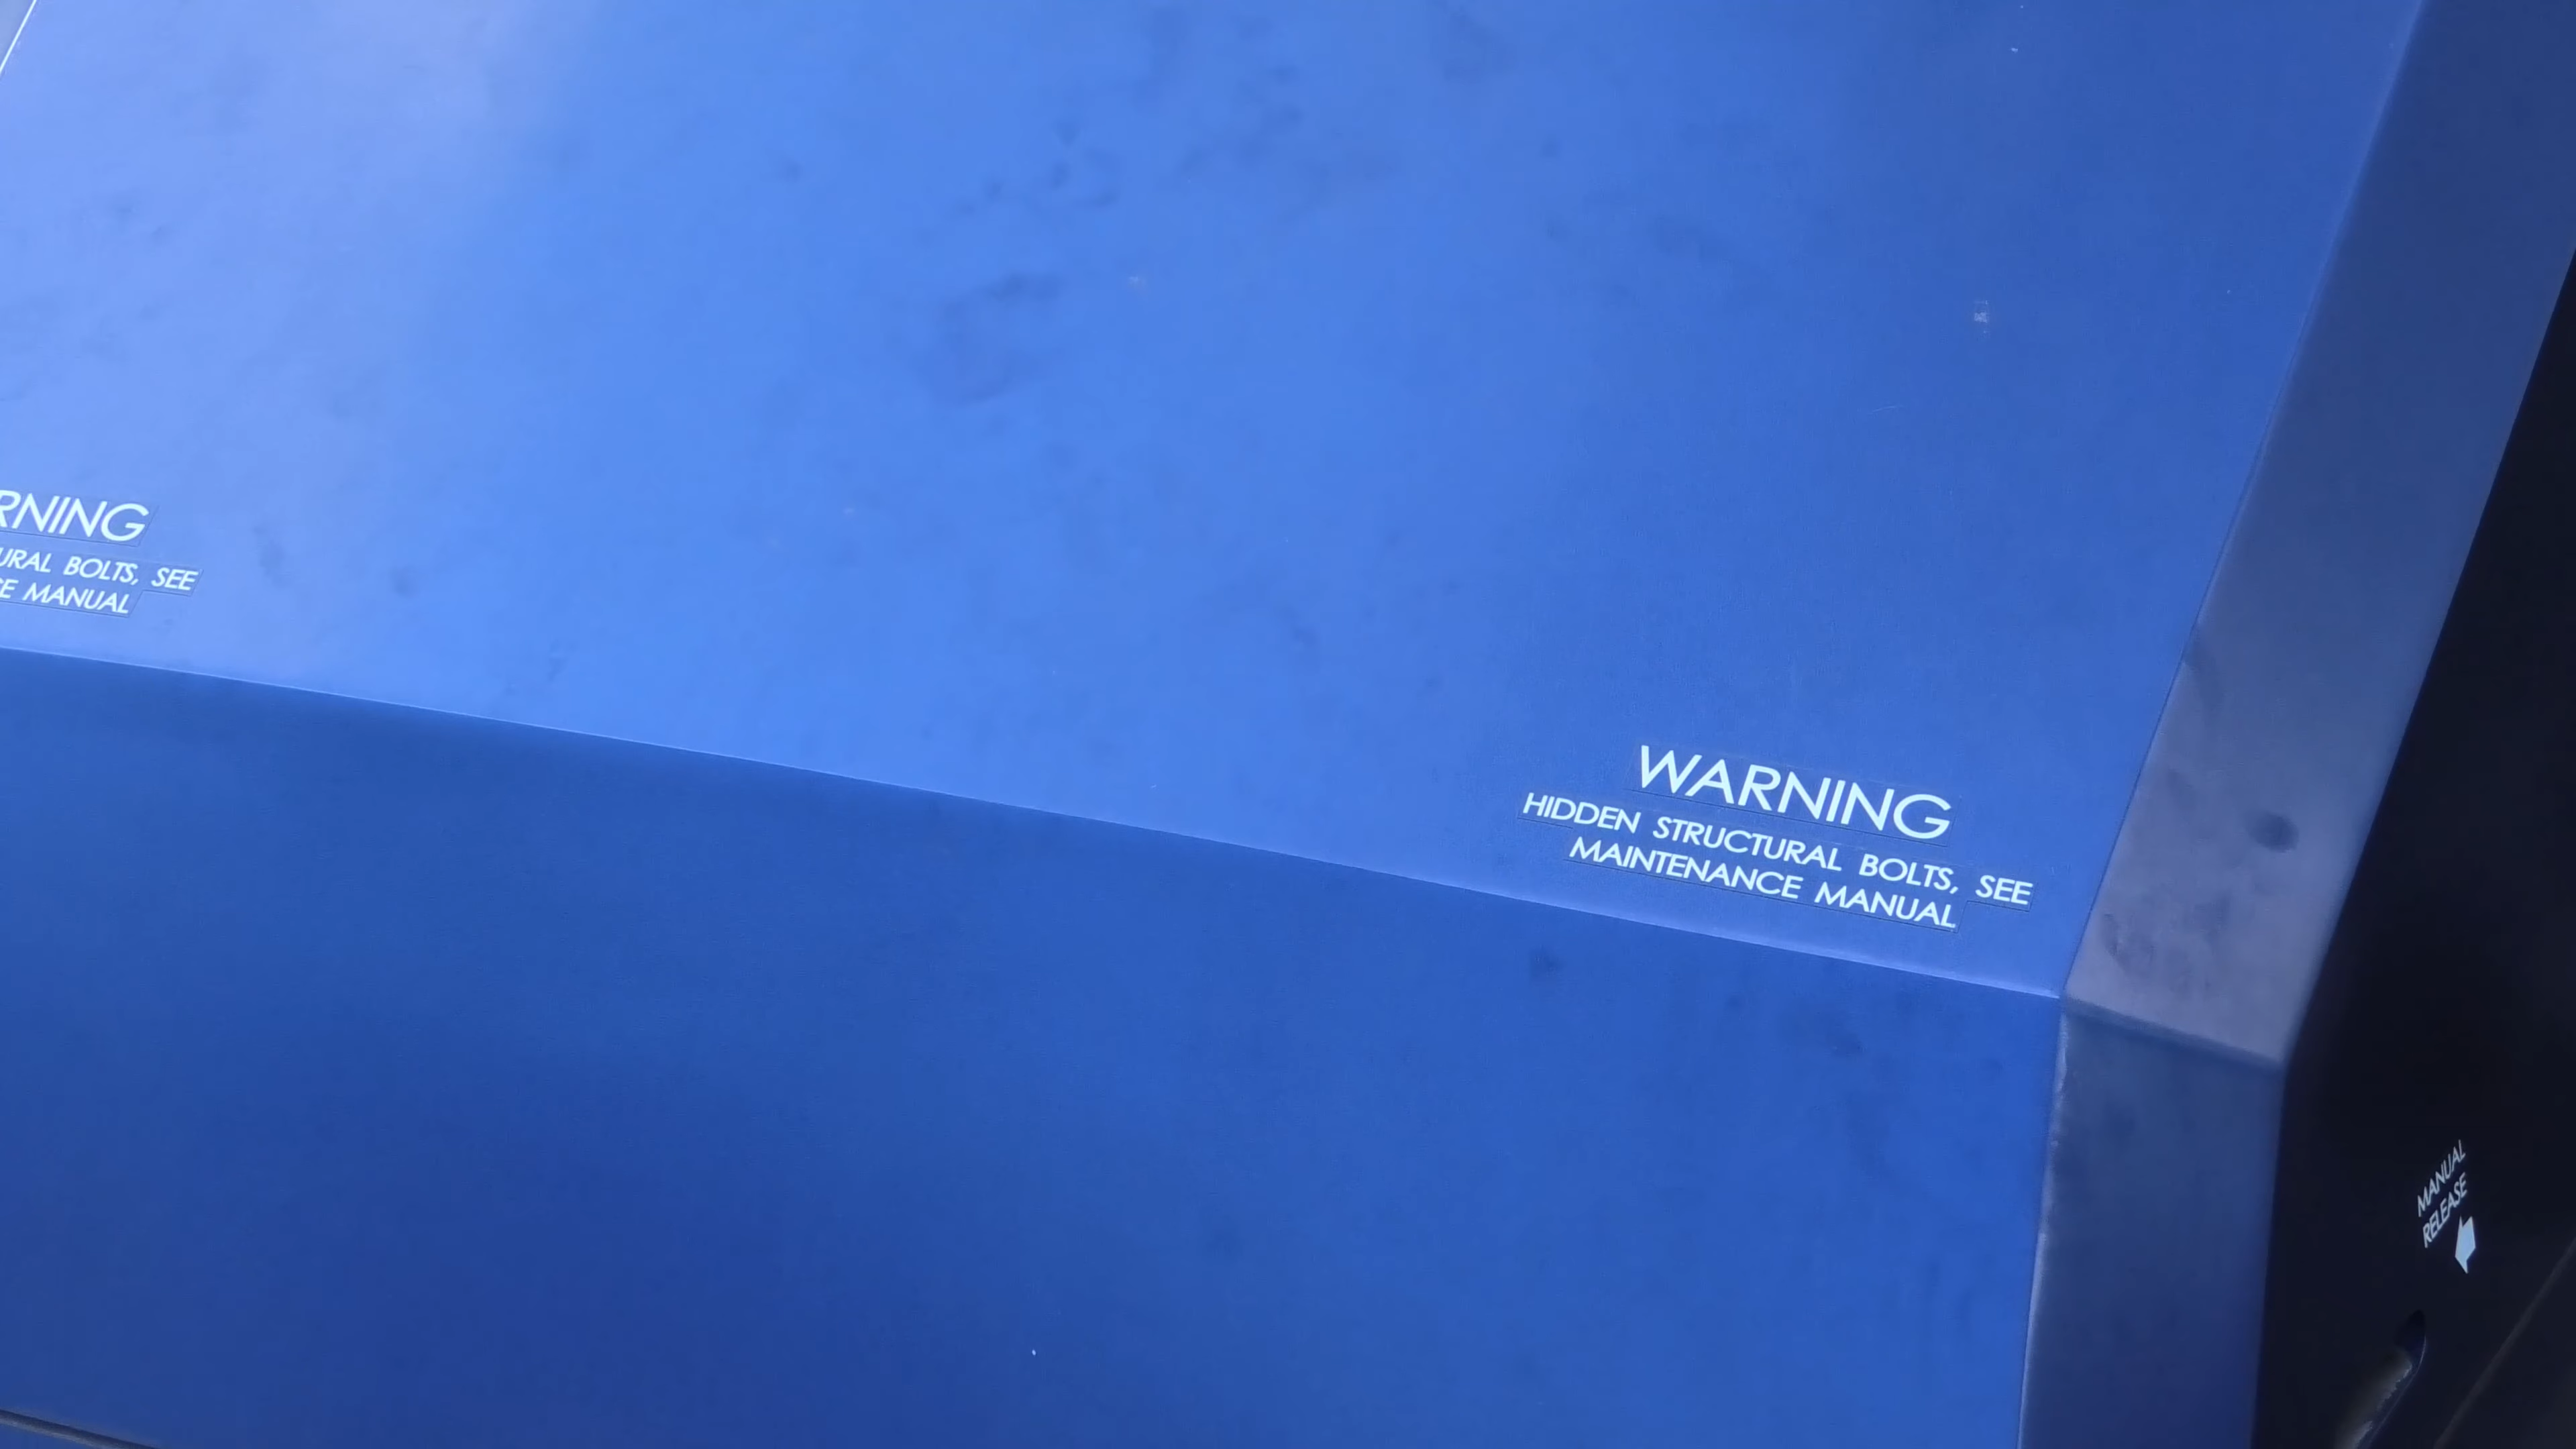 RNING
URAL BOLTS, SEE
E MANUAL
WARNING
HIDDEN STRUCTURAL BOLTS, SEE
MAINTENANCE MANUAL
MANUAL
RELEASE